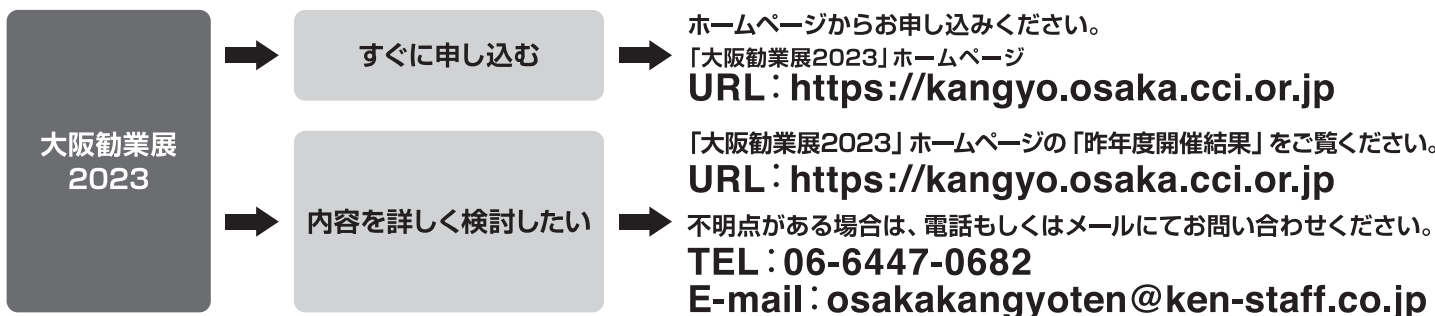 大阪勧業展
2023
すぐに申し込む
ホームページからお申し込みください。
「大阪勧業展2023」ホームページ
URL:https://kangyo.osaka.cci.or.jp
内容を詳しく検討したい
「大阪勧業展2023」ホームページの「昨年度開催結果」をご覧ください。
URL:https://kangyo.osaka.cci.or.jp
不明点がある場合は、電話もしくはメールにてお問い合わせください。
TEL:06-6447-0682
E-mail:osakakangyoten@ken-staff.co.jp